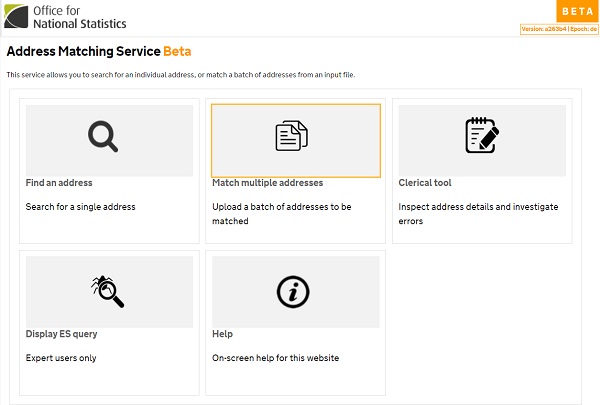 Office for
National Statistics
BETA
Version: a263b4 | Epoch: de
Address Matching Service Beta
This service allows you to search for an individual address, or match a batch of addresses from an input file.
Find an address
Search for a single address
Match multiple addresses
Upload a batch of addresses to be
matched
Clerical tool
Inspect address details and investigate
errors
Display ES query
Expert users only
Help
On-screen help for this website